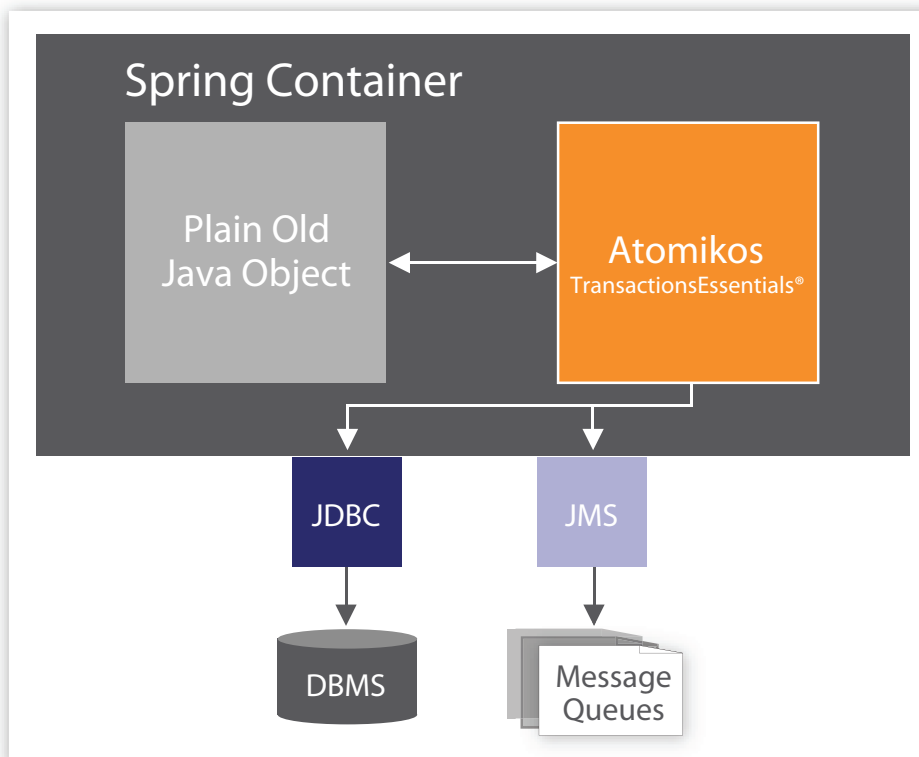 Spring Container
Plain Old
Java Object
Atomikos
TransactionsEssentials®
JDBC
JMS
DBMS
Message
Queues